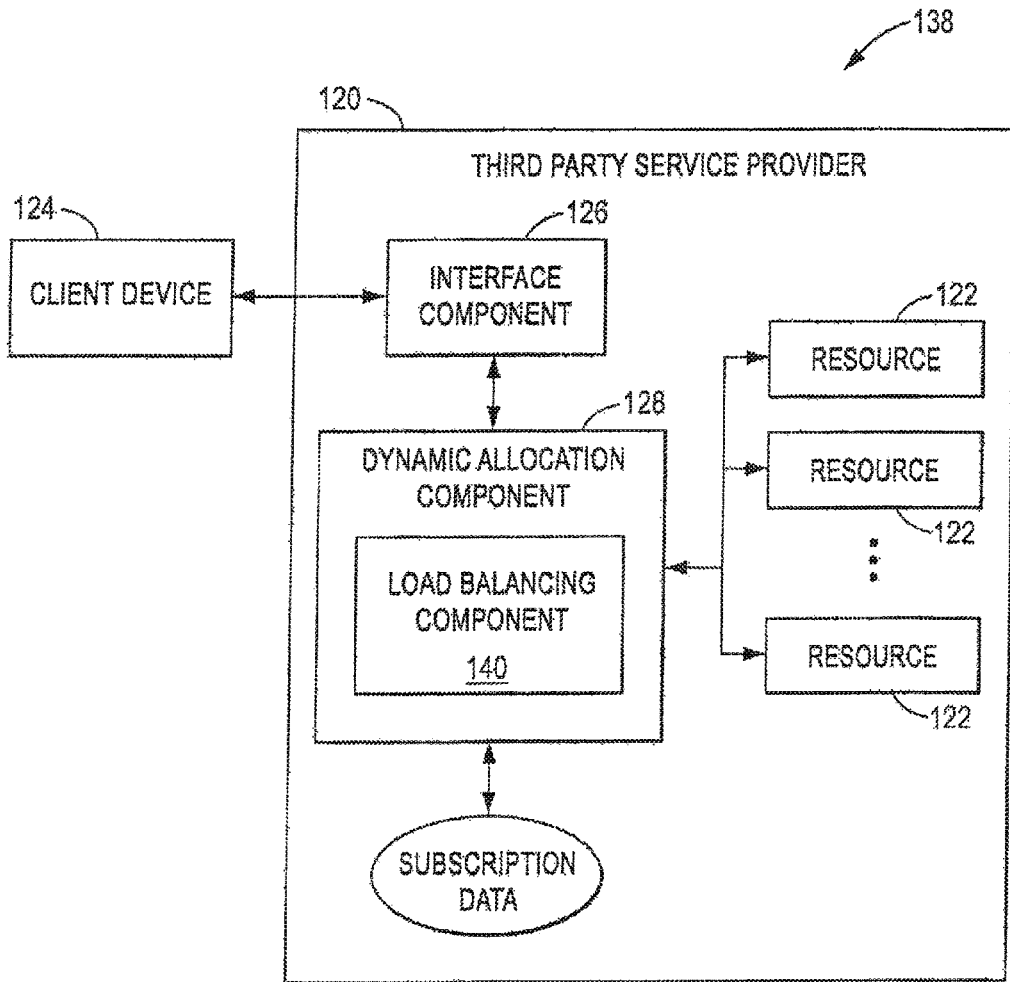 138
120
THIRD PARTY SERVICE PROVIDER
124
CLIENT DEVICE
126
INTERFACE
COMPONENT
122
RESOURCE
128
DYNAMIC ALLOCATION
COMPONENT
RESOURCE
122
LOAD BALANCING
COMPONENT
140
RESOURCE
122
SUBSCRIPTION
DATA